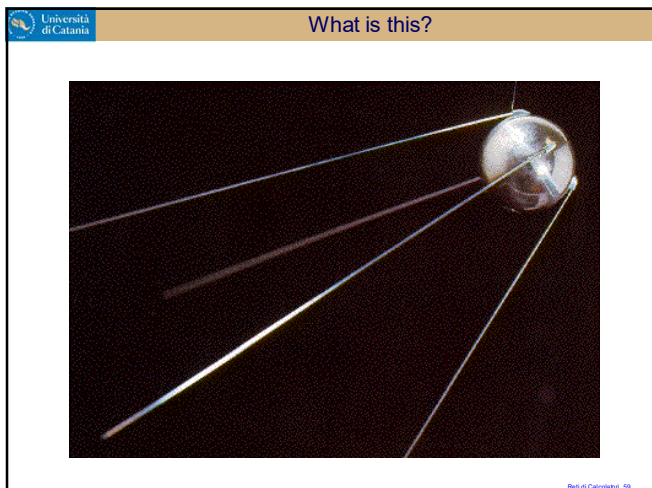 Università
di Catania
What is this?
Reti di Calcolatori 59